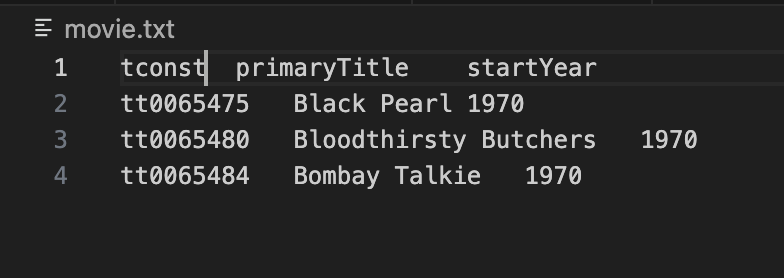 movie.txt
1 tconst primaryTitle startYear
2 tt0065475 Black Pearl 1970
3 tt0065480 Bloodthirsty Butchers 1970
4 tt0065484 Bombay Talkie 1970